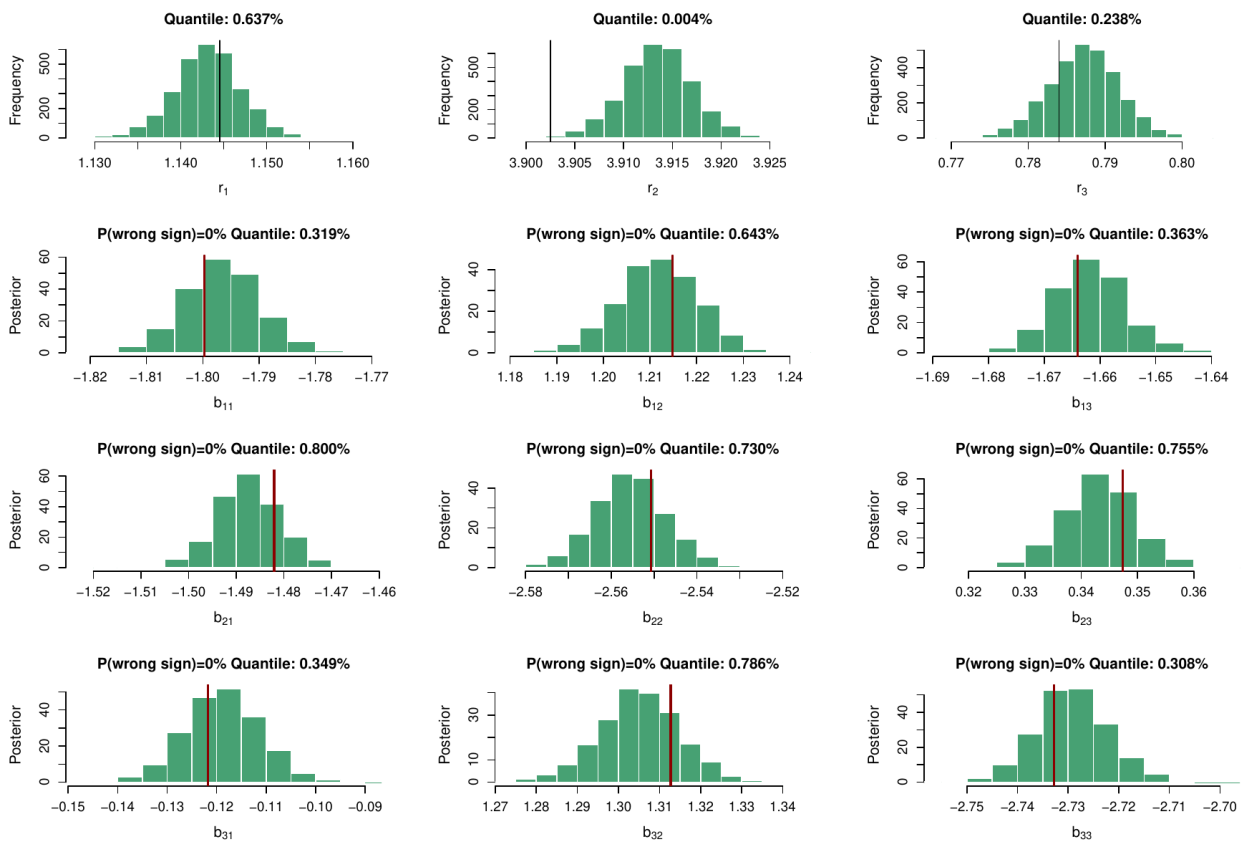 Quantile: 0.637%
Frequency
0 200 500
1.130 1.140 1.150 1.160
r1
Quantile: 0.004%
Frequency
0 200 500
3.900 3.905 3.910 3.915 3.920 3.925
r2
Quantile: 0.238%
Frequency
0 200 400
0.77 0.78 0.79 0.80
r3
P(wrong sign)=0% Quantile: 0.319%
Posterior
0 20 40 60
−1.82 −1.81 −1.80 −1.79 −1.78 −1.77
b11
P(wrong sign)=0% Quantile: 0.643%
Posterior
0 20 40
1.18 1.19 1.20 1.21 1.22 1.23 1.24
b12
P(wrong sign)=0% Quantile: 0.363%
Posterior
0 20 40 60
−1.69 −1.68 −1.67 −1.66 −1.65 −1.64
b13
P(wrong sign)=0% Quantile: 0.800%
Posterior
0 20 40 60
−1.52 −1.51 −1.50 −1.49 −1.48 −1.47 −1.46
b21
P(wrong sign)=0% Quantile: 0.730%
Posterior
0 20 40
−2.58 −2.56 −2.54 −2.52
b22
P(wrong sign)=0% Quantile: 0.755%
Posterior
0 20 40 60
0.32 0.33 0.34 0.35 0.36
b23
P(wrong sign)=0% Quantile: 0.349%
Posterior
0 20 40
−0.15 −0.14 −0.13 −0.12 −0.11 −0.10 −0.09
b31
P(wrong sign)=0% Quantile: 0.786%
Posterior
0 10 30
1.27 1.28 1.29 1.30 1.31 1.32 1.33 1.34
b32
P(wrong sign)=0% Quantile: 0.308%
Posterior
0 20 40
−2.75 −2.74 −2.73 −2.72 −2.71 −2.70
b33